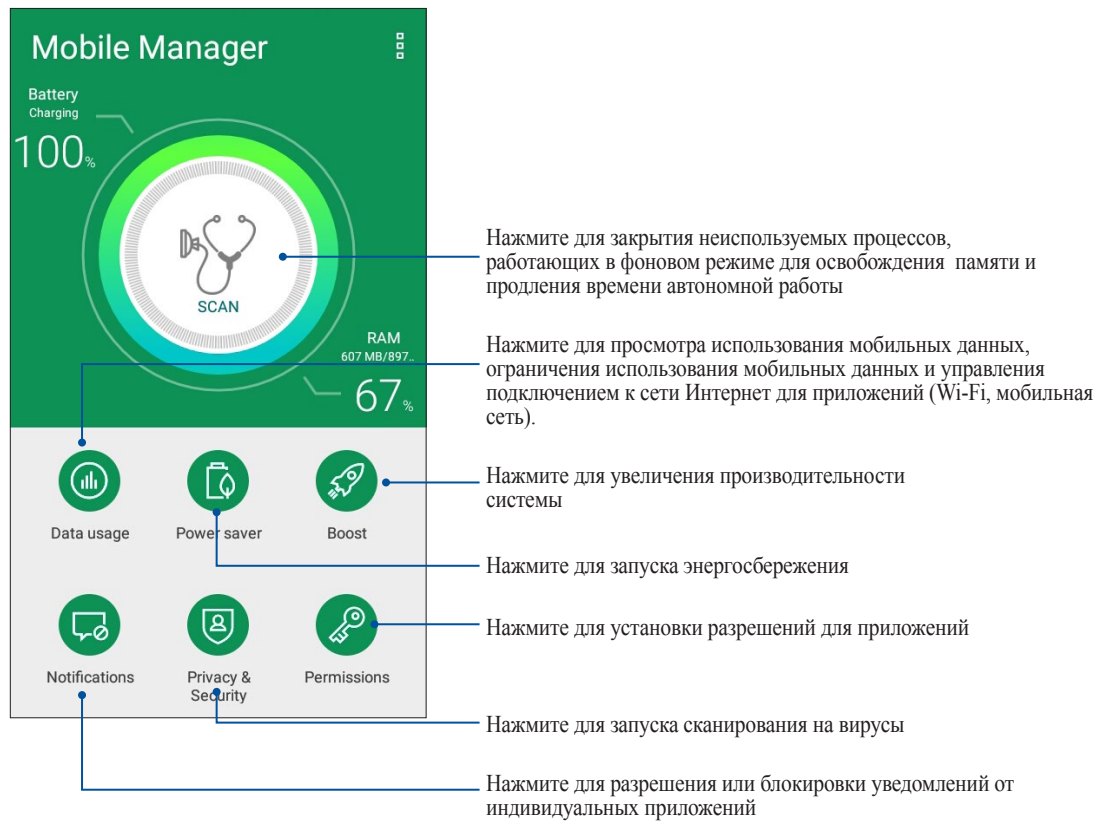 Mobile Manager
Battery
Charging
100%
SCAN
RAM
607 MB/897..
67%
Data usage
Power saver
Boost
Notifications
Privacy &
Security
Permissions
Нажмите для закрытия неиспользуемых процессов,
работающих в фоновом режиме для освобождения памяти и
продления времени автономной работы
Нажмите для просмотра использования мобильных данных,
ограничения использования мобильных данных и управления
подключением к сети Интернет для приложений (Wi-Fi, мобильная
сеть).
Нажмите для увеличения производительности
системы
Нажмите для запуска энергосбережения
Нажмите для установки разрешений для приложений
Нажмите для запуска сканирования на вирусы
Нажмите для разрешения или блокировки уведомлений от
индивидуальных приложений